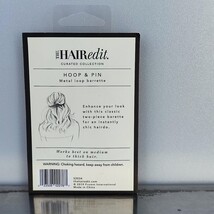 THE HAIRedit.
CURATED COLLECTION
HOOP & PIN
Metal loop barrette
Enhance your look
with this classic
two-piece barette
for an instantly
chic hairdo.
Works best on medium
to thick hair.
WARNING: Choking hazard, keep away from children.